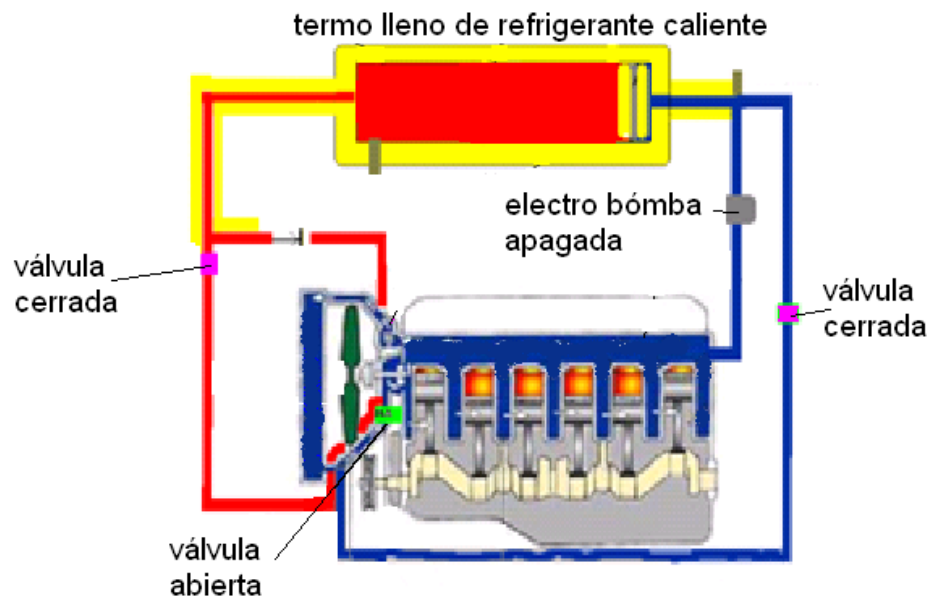 termo lleno de refrigerante caliente
electro bómba
apagada
válvula
cerrada
válvula
cerrada
válvula
abierta